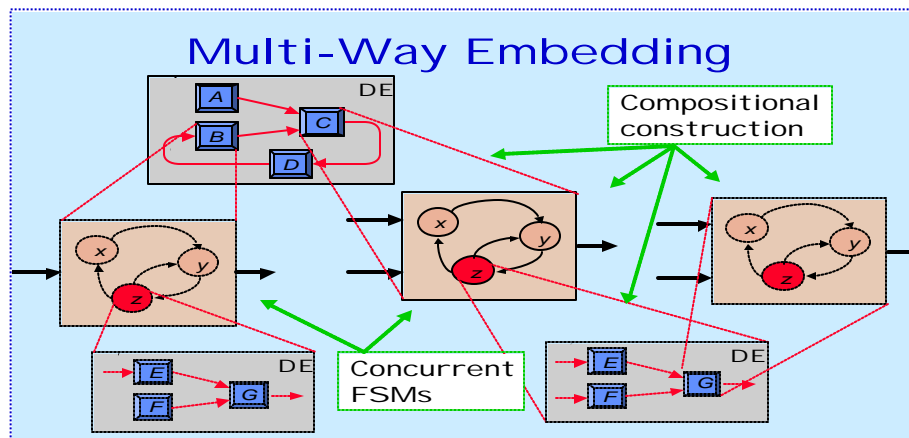 Multi-Way Embedding
DE
A
B
C
D
Compositional
construction
x
y
z
x
y
z
x
y
z
DE
E
F
G
Concurrent
FSMs
DE
E
F
G